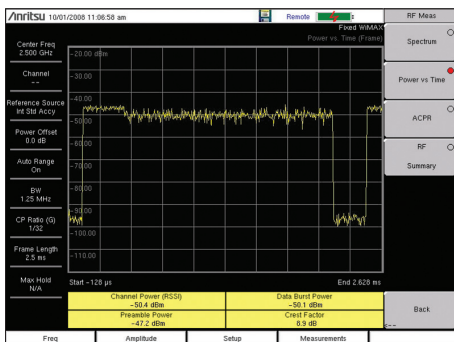 Anritsu 10/01/2008 11:06:58 am
Remote
RF Meas
Center Freq
2.500 GHz
Channel
--
Reference Source
Int Std Accy
Power Offset
0.0 dB
Auto Range
On
BW
1.25 MHz
CP Ratio (G)
1/32
Frame Length
2.5 ms
Max Hold
N/A
Fixed WiMAX
Power vs. Time (Frame)
-20.00 dBm
-30.00
-40.00
-50.00
-60.00
-70.00
-80.00
-90.00
-100.00
-110.00
Start -128 µs
End 2.628 ms
Channel Power (RSSI)
-50.4 dBm
Data Burst Power
-50.1 dBm
Preamble Power
-47.2 dBm
Crest Factor
8.9 dB
Spectrum
Power vs Time
ACPR
RF
Summary
Back
<--
Freq
Amplitude
Setup
Measurements